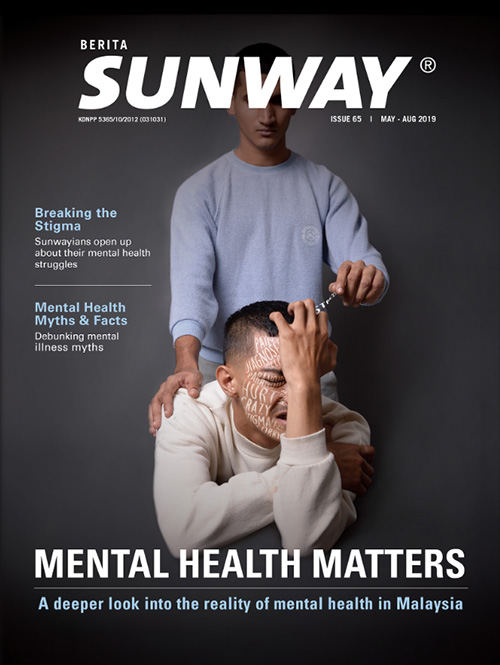 BERITA
SUNWAY®
KDNPP 5365/10/2012 (031031)
ISSUE 65 | MAY - AUG 2019
Breaking the
Stigma
Sunwayians open up
about their mental health
struggles
Mental Health
Myths & Facts
Debunking mental
illness myths
CRAZY
MENTAL HEALTH MATTERS
A deeper look into the reality of mental health in Malaysia